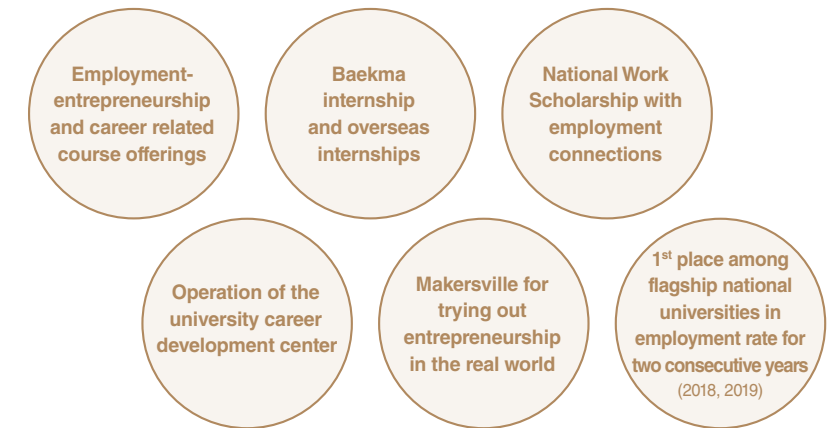 Employment-
entrepreneurship
and career related
course offerings
Baekma
internship
and overseas
internships
National Work
Scholarship with
employment
connections
Operation of the
university career
development center
Makersville for
trying out
entrepreneurship
in the real world
1st place among
flagship national
universities in
employment rate for
two consecutive years
(2018, 2019)